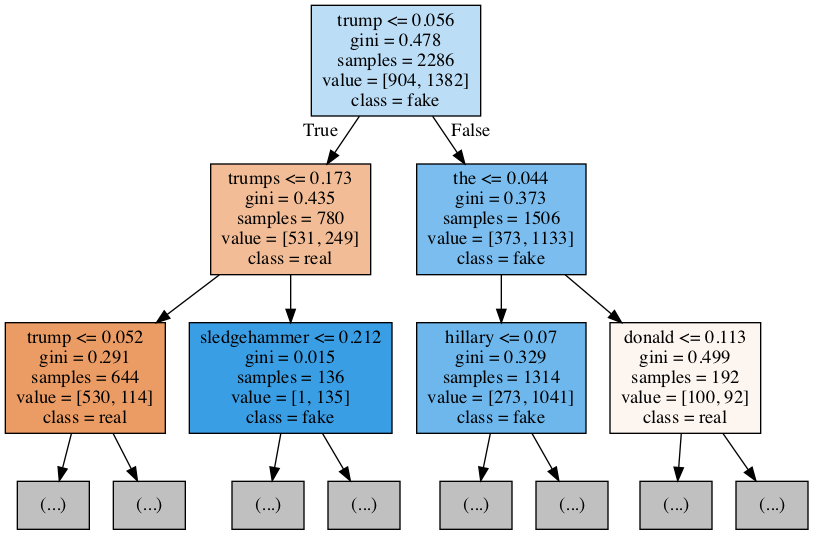 trump <= 0.056
gini = 0.478
samples = 2286
value = [904, 1382]
class = fake
True
False
trumps <= 0.173
gini = 0.435
samples = 780
value = [531, 249]
class = real
the <= 0.044
gini = 0.373
samples = 1506
value = [373, 1133]
class = fake
trump <= 0.052
gini = 0.291
samples = 644
value = [530, 114]
class = real
sledgehammer <= 0.212
gini = 0.015
samples = 136
value = [1, 135]
class = fake
hillary <= 0.07
gini = 0.329
samples = 1314
value = [273, 1041]
class = fake
donald <= 0.113
gini = 0.499
samples = 192
value = [100, 92]
class = real
(...)
(...)
(...)
(...)
(...)
(...)
(...)
(...)